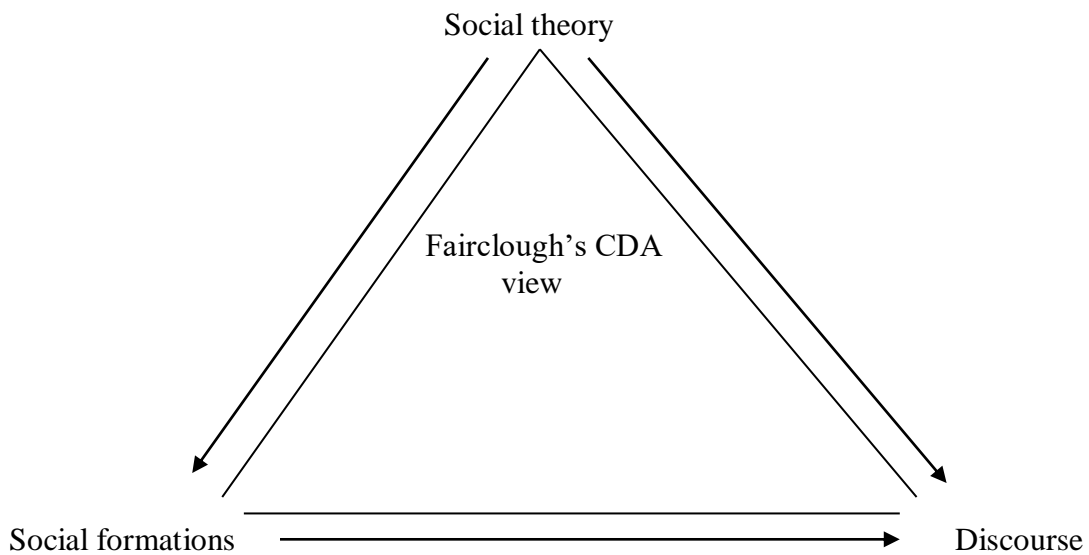 Social theory
Fairclough’s CDA
view
Social formations
Discourse